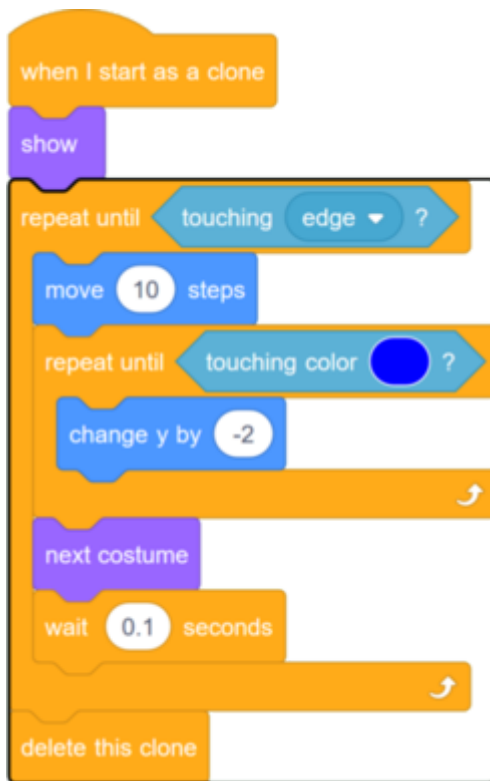 when I start as a clone
show
repeat until touching edge ?
move 10 steps
repeat until touching color ?
change y by -2
next costume
wait 0.1 seconds
delete this clone